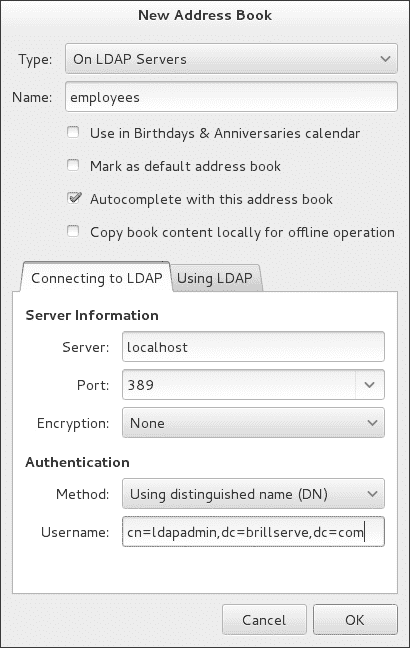 New Address Book
Type: On LDAP Servers
Name: employees
Use in Birthdays & Anniversaries calendar
Mark as default address book
Autocomplete with this address book
Copy book content locally for offline operation
Connecting to LDAP Using LDAP
Server Information
Server: localhost
Port: 389
Encryption: None
Authentication
Method: Using distinguished name (DN)
Username: cn=ldapadmin,dc=brillserve,dc=com
Cancel OK